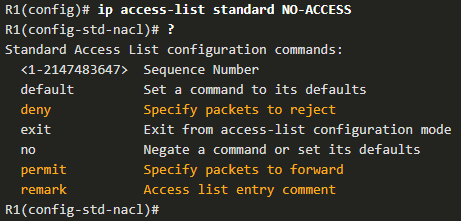 R1(config)# ip access-list standard NO-ACCESS
R1(config-std-nacl)# ?
Standard Access List configuration commands:
  <1-2147483647>  Sequence Number
  default         Set a command to its defaults
  deny            Specify packets to reject
  exit            Exit from access-list configuration mode
  no              Negate a command or set its defaults
  permit          Specify packets to forward
  remark          Access list entry comment
R1(config-std-nacl)#